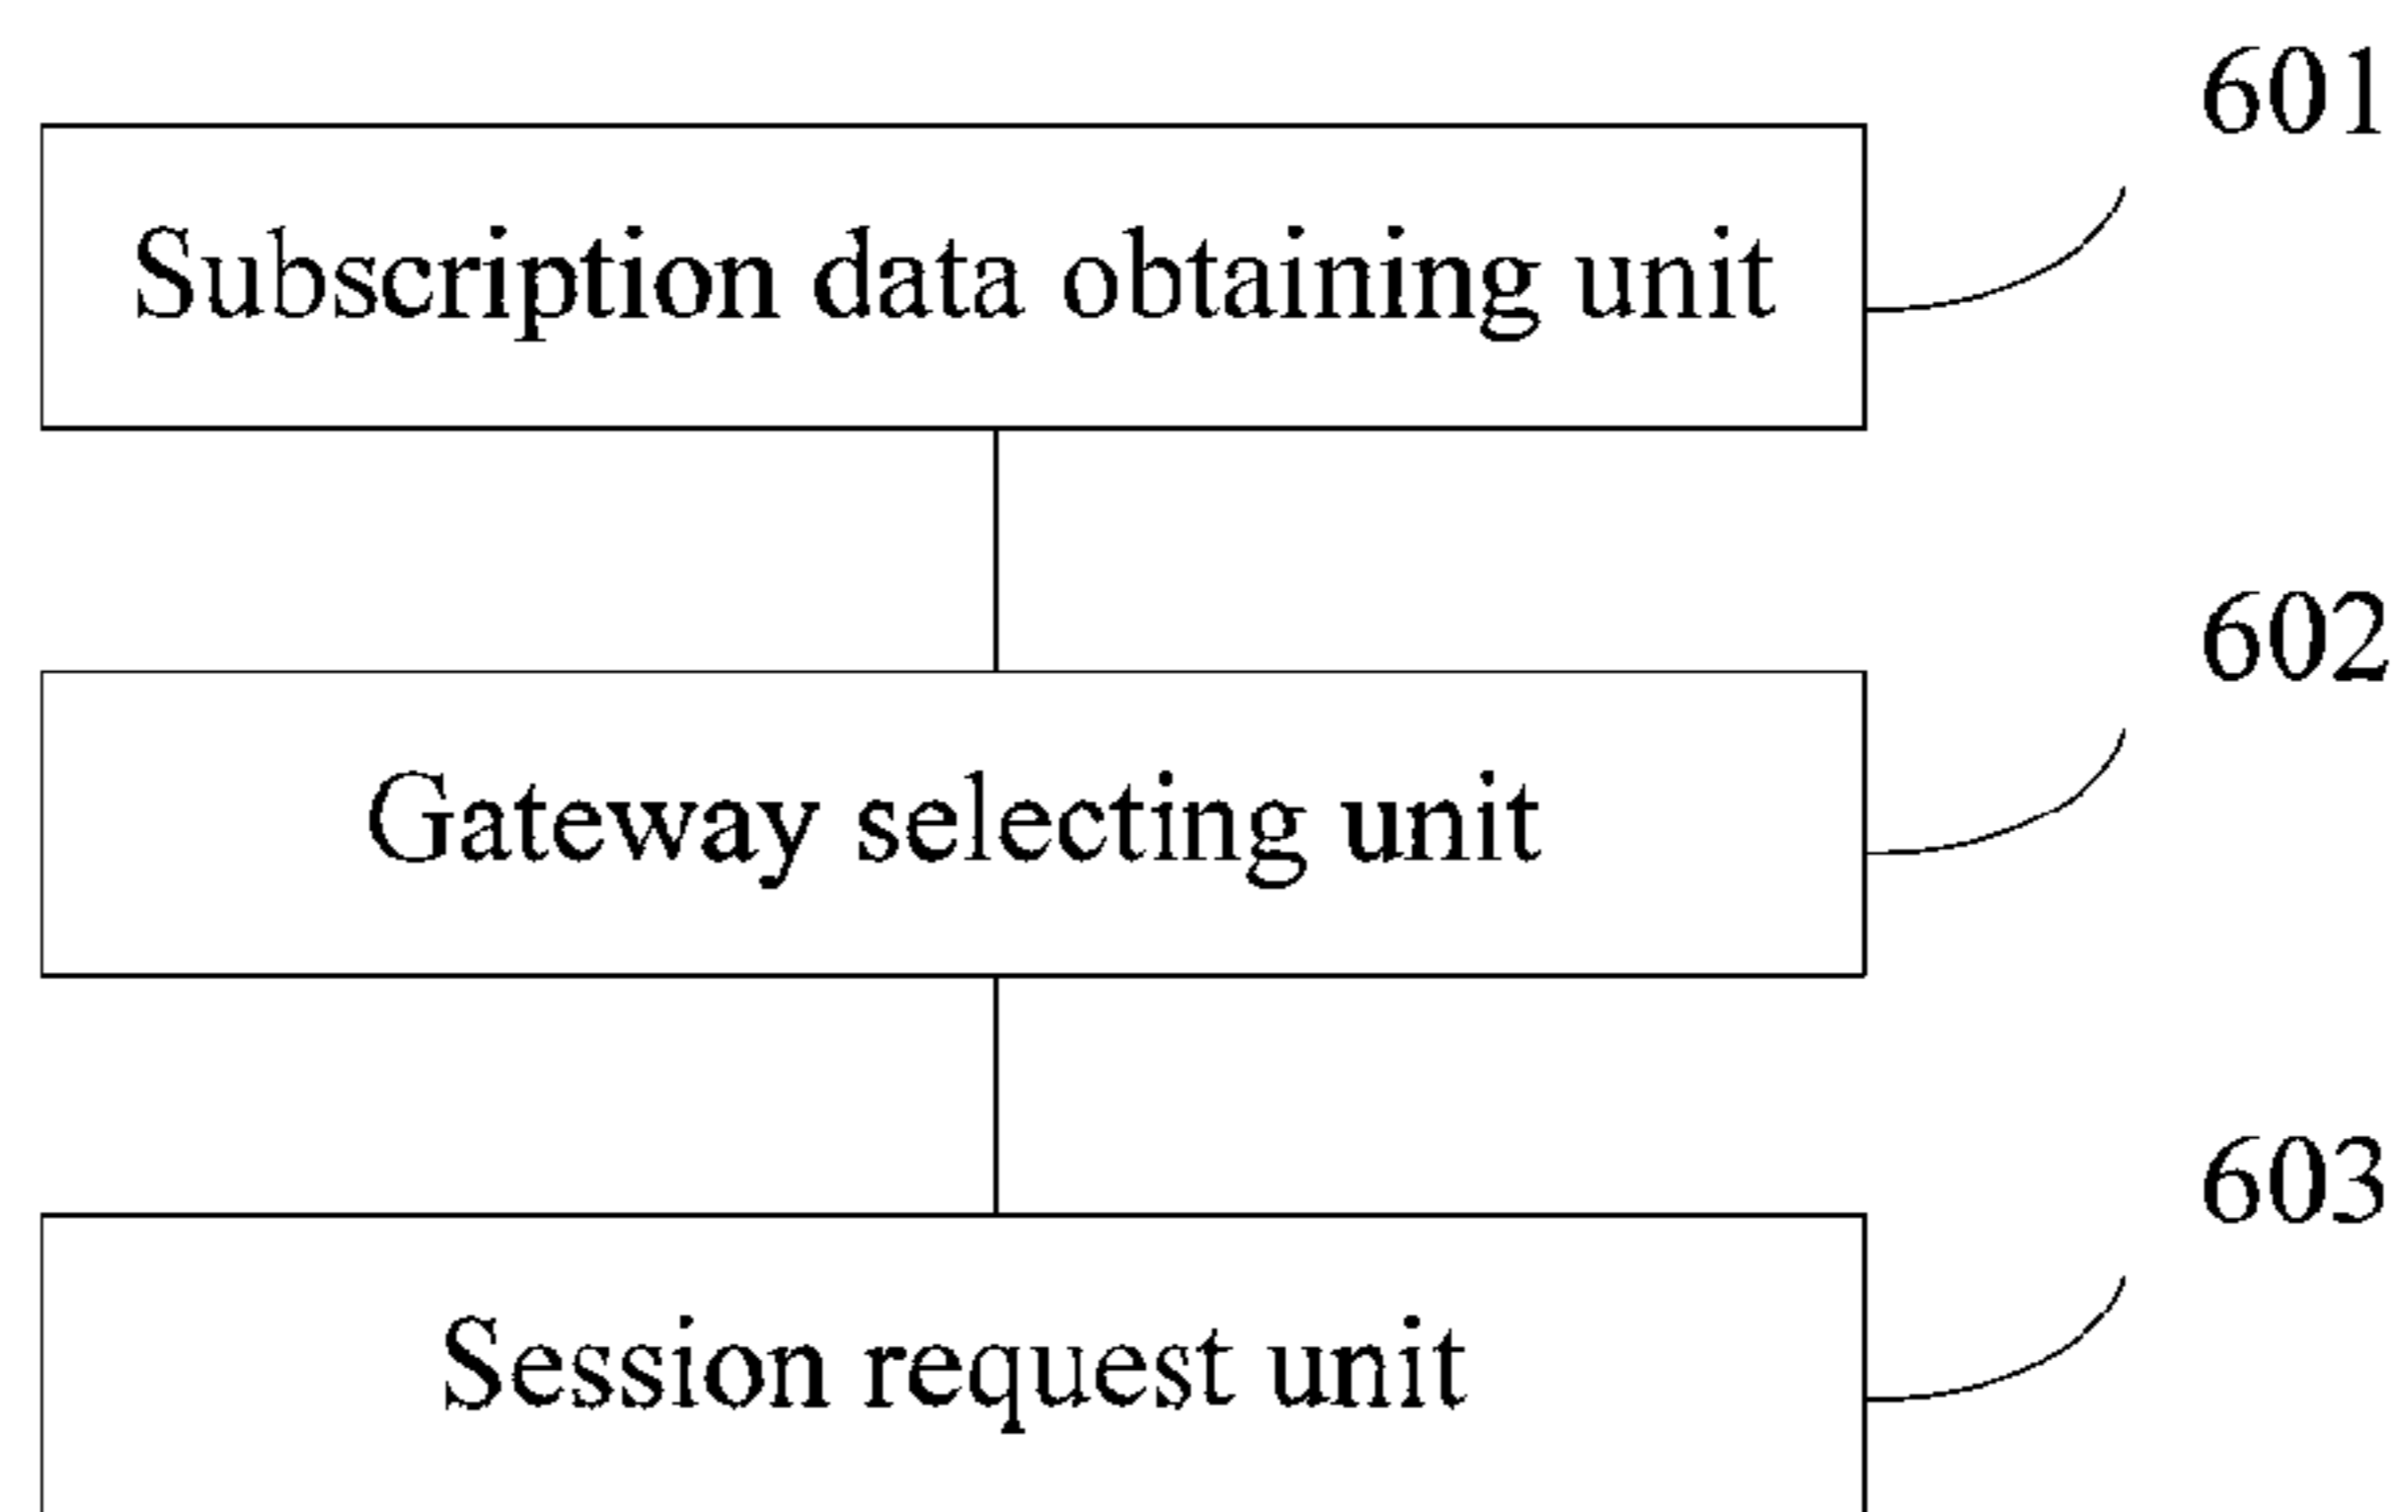 601
Subscription data obtaining unit
602
Gateway selecting unit
603
Session request unit